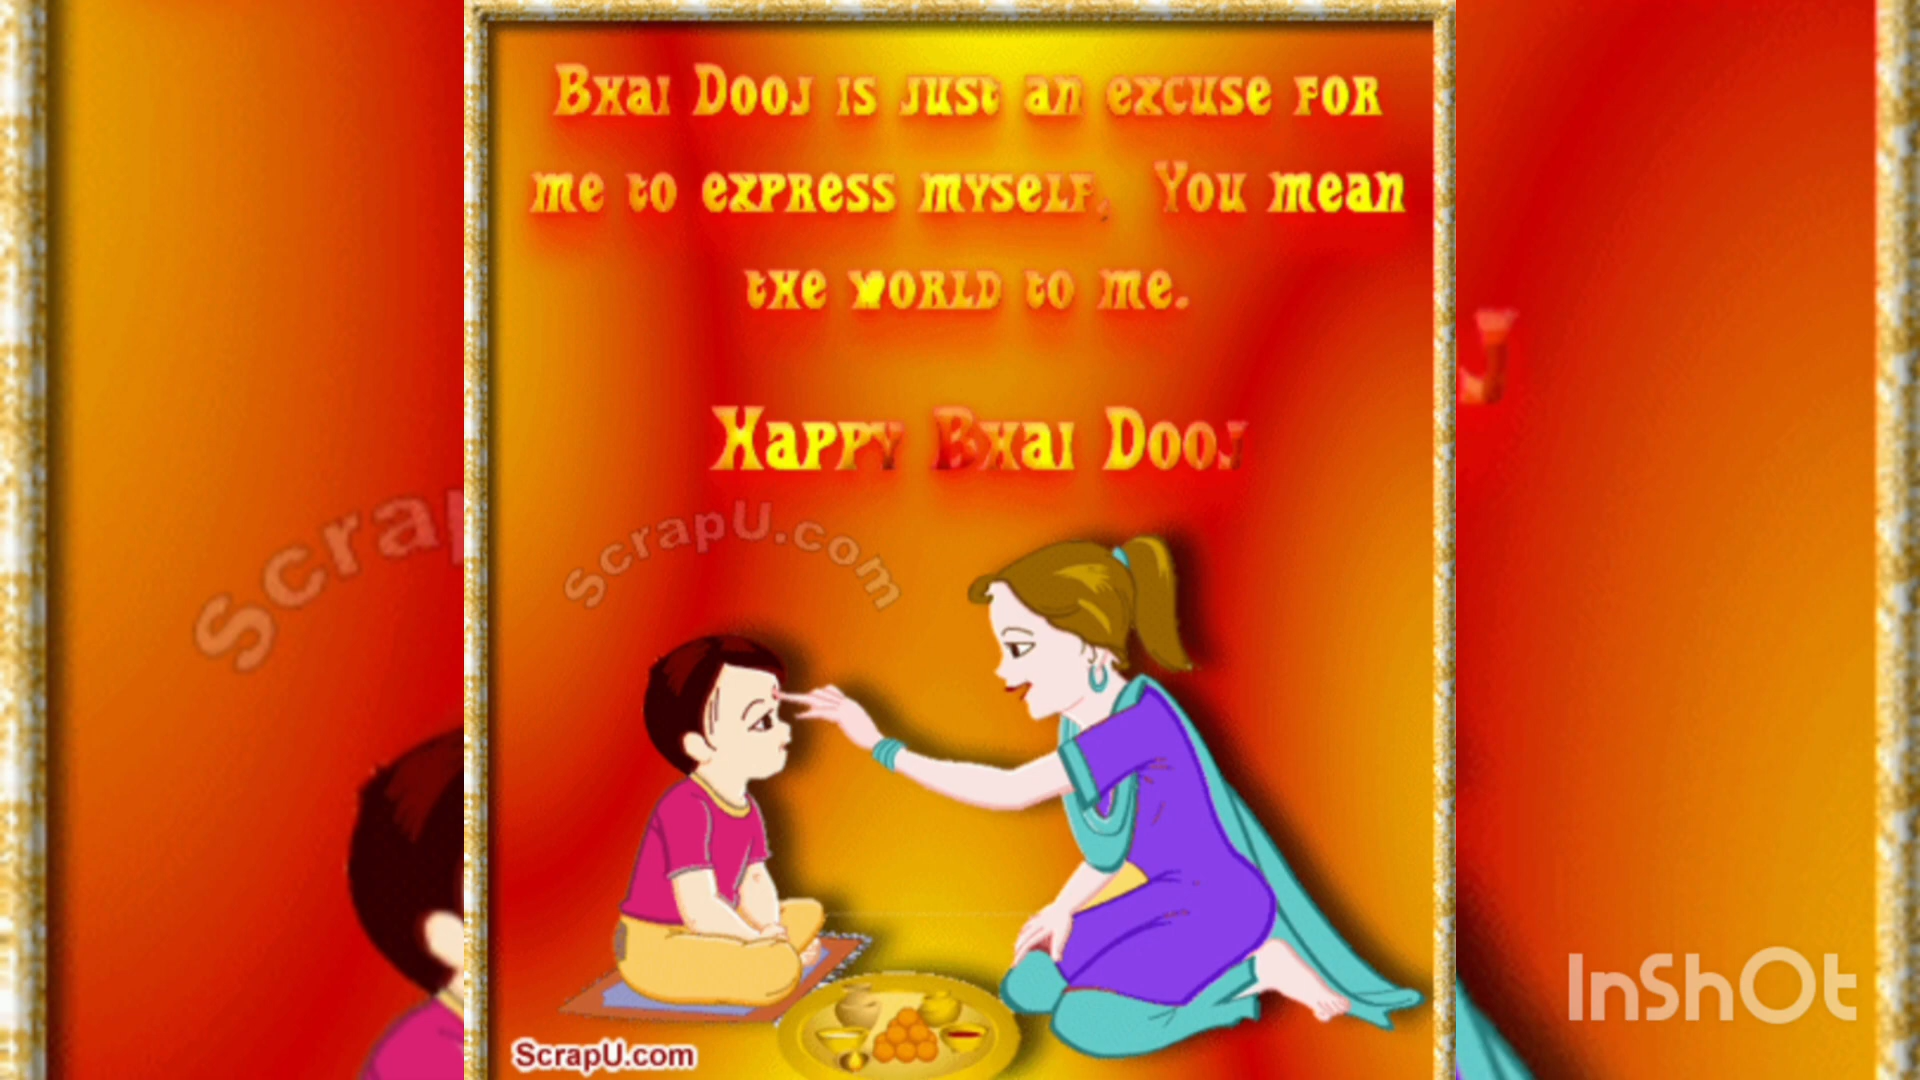 Bhai Dooj is just an excuse for
me to express myself. You mean
the world to me.
Happy Bhai Dooj
ScrapU.com
Scrap
J
InShOt
ScrapU.com